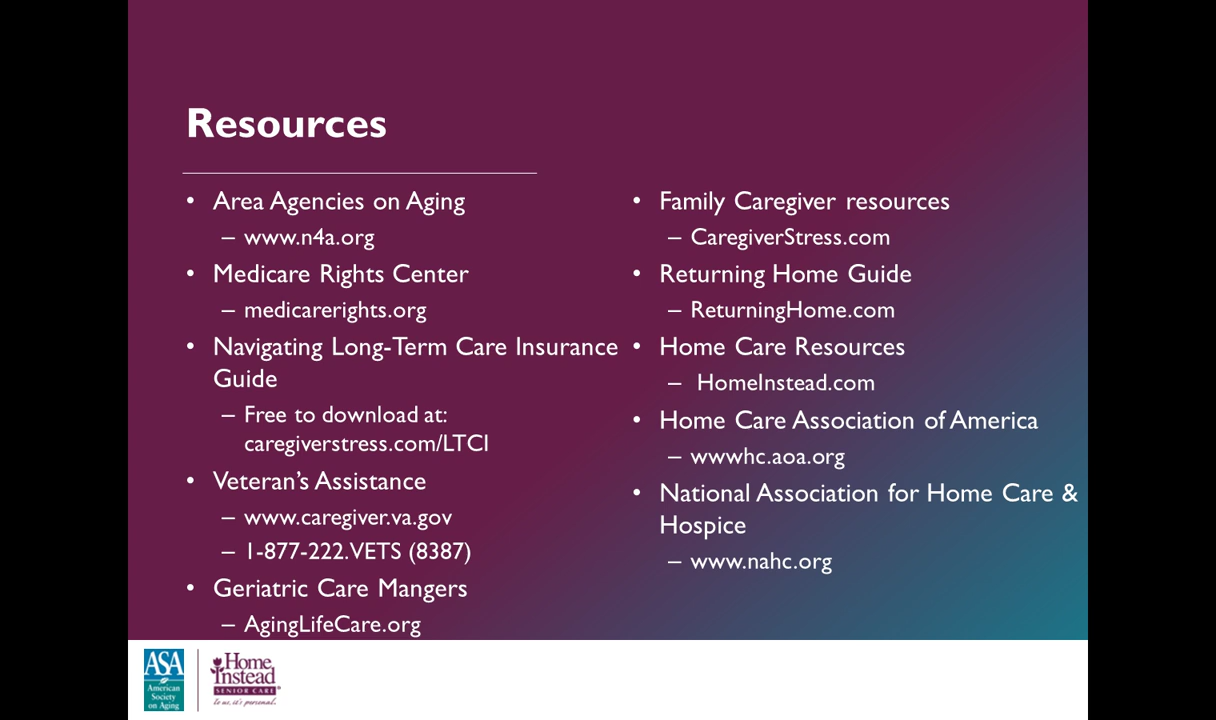 Resources
• Area Agencies on Aging
– www.n4a.org
• Medicare Rights Center
– medicarerights.org
• Navigating Long-Term Care Insurance
Guide
– Free to download at:
caregiverstress.com/LTCI
• Veteran’s Assistance
– www.caregiver.va.gov
– 1-877-222.VETS (8387)
• Geriatric Care Mangers
– AgingLifeCare.org
• Family Caregiver resources
– CaregiverStress.com
• Returning Home Guide
– ReturningHome.com
• Home Care Resources
– HomeInstead.com
• Home Care Association of America
– wwwhc.aoa.org
• National Association for Home Care &
Hospice
– www.nahc.org
ASA
American
Society
on Aging
Home
Instead
SENIOR CARE
to us, it's personal.